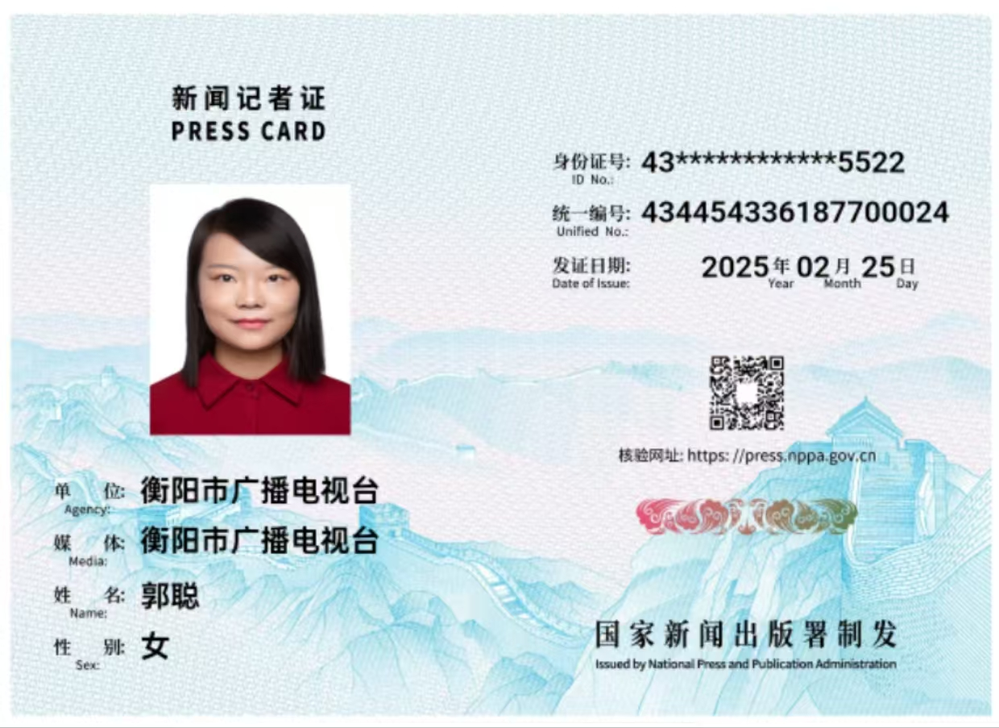 新闻记者证
PRESS CARD
单 位: 衡阳市广播电视台
Agency:
媒 体: 衡阳市广播电视台
Media:
姓 名: 郭聪
Name:
性 别: 女
Sex:
身份证号: 43************5522
ID No.:
统一编号: 434454336187700024
Unified No.:
发证日期: 2025年02月25日
Date of Issue: Year Month Day
核验网址: https: //press.nppa.gov.cn
国家新闻出版署制发
Issued by National Press and Publication Administration